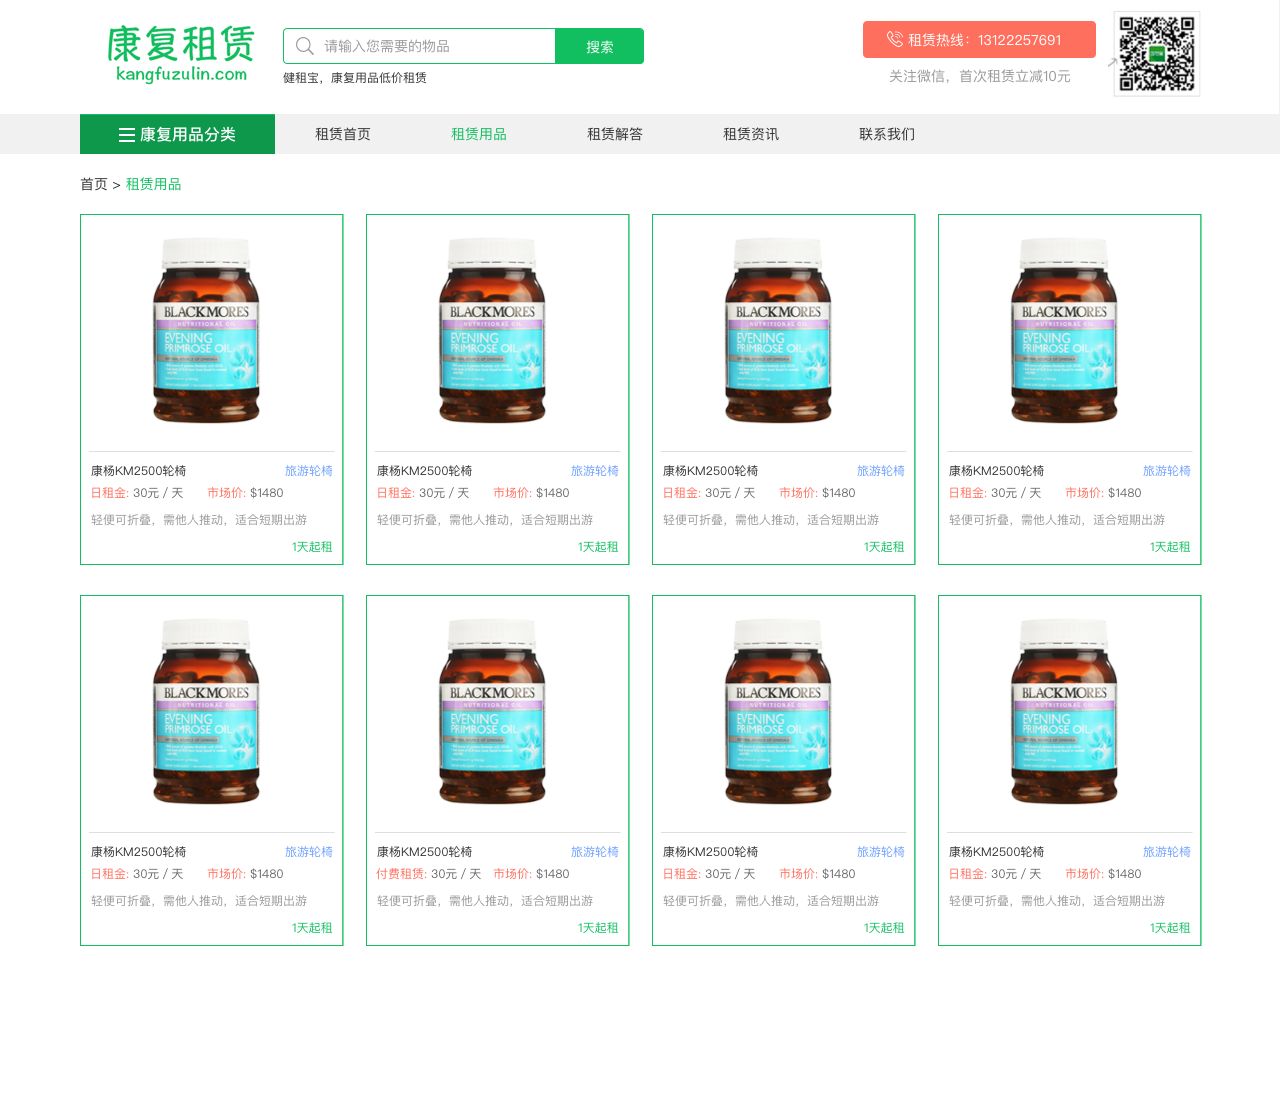 康复租赁
kangfuzulin.com
请输入您需要的物品
搜索
健租宝，康复用品低价租赁
租赁热线：13122257691
关注微信，首次租赁立减10元
康复用品分类
租赁首页
租赁用品
租赁解答
租赁资讯
联系我们
首页 > 租赁用品
BLACKMORES
NUTRITIONAL OIL
EVENING
PRIMROSE OIL
BLACKMORES
NUTRITIONAL OIL
EVENING
PRIMROSE OIL
BLACKMORES
NUTRITIONAL OIL
EVENING
PRIMROSE OIL
BLACKMORES
NUTRITIONAL OIL
EVENING
PRIMROSE OIL
康杨KM2500轮椅 旅游轮椅
日租金: 30元 / 天 市场价: $1480
轻便可折叠，需他人推动，适合短期出游
1天起租
康杨KM2500轮椅 旅游轮椅
日租金: 30元 / 天 市场价: $1480
轻便可折叠，需他人推动，适合短期出游
1天起租
康杨KM2500轮椅 旅游轮椅
日租金: 30元 / 天 市场价: $1480
轻便可折叠，需他人推动，适合短期出游
1天起租
康杨KM2500轮椅 旅游轮椅
日租金: 30元 / 天 市场价: $1480
轻便可折叠，需他人推动，适合短期出游
1天起租
BLACKMORES
NUTRITIONAL OIL
EVENING
PRIMROSE OIL
BLACKMORES
NUTRITIONAL OIL
EVENING
PRIMROSE OIL
BLACKMORES
NUTRITIONAL OIL
EVENING
PRIMROSE OIL
BLACKMORES
NUTRITIONAL OIL
EVENING
PRIMROSE OIL
康杨KM2500轮椅 旅游轮椅
日租金: 30元 / 天 市场价: $1480
轻便可折叠，需他人推动，适合短期出游
1天起租
康杨KM2500轮椅 旅游轮椅
付费租赁: 30元 / 天 市场价: $1480
轻便可折叠，需他人推动，适合短期出游
1天起租
康杨KM2500轮椅 旅游轮椅
日租金: 30元 / 天 市场价: $1480
轻便可折叠，需他人推动，适合短期出游
1天起租
康杨KM2500轮椅 旅游轮椅
日租金: 30元 / 天 市场价: $1480
轻便可折叠，需他人推动，适合短期出游
1天起租